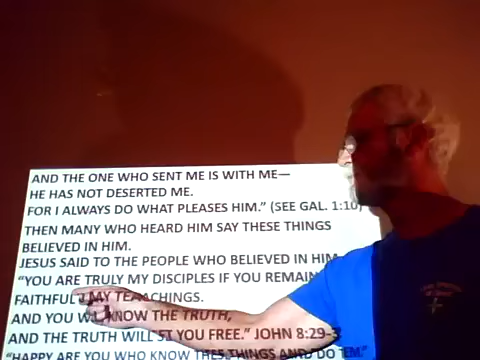 AND THE ONE WHO SENT ME IS WITH ME—
HE HAS NOT DESERTED ME.
FOR I ALWAYS DO WHAT PLEASES HIM.” (SEE GAL. 1:10)
THEN MANY WHO HEARD HIM SAY THESE THINGS
BELIEVED IN HIM.
JESUS SAID TO THE PEOPLE WHO BELIEVED IN HIM
“YOU ARE TRULY MY DISCIPLES IF YOU REMAIN
FAITHFUL MY TEACHINGS.
AND YOU KNOW THE TRUTH,
AND THE TRUTH WILL SET YOU FREE.” JOHN 8:29-3
“HAPPY ARE YOU WHO KNOW THESE THINGS AND DO